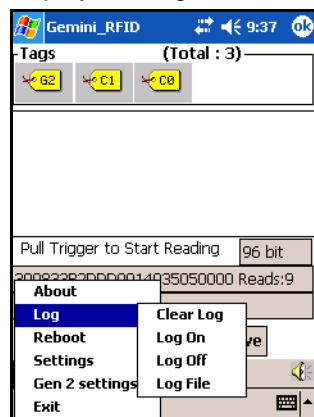 Gemini_RFID 9:37 ok
Tags (Total : 3)
G2 C1 C0
Pull Trigger to Start Reading 96 bit
Reads:9
About
Log
Reboot
Settings
Gen 2 settings
Exit
Clear Log
Log On
Log Off
Log File